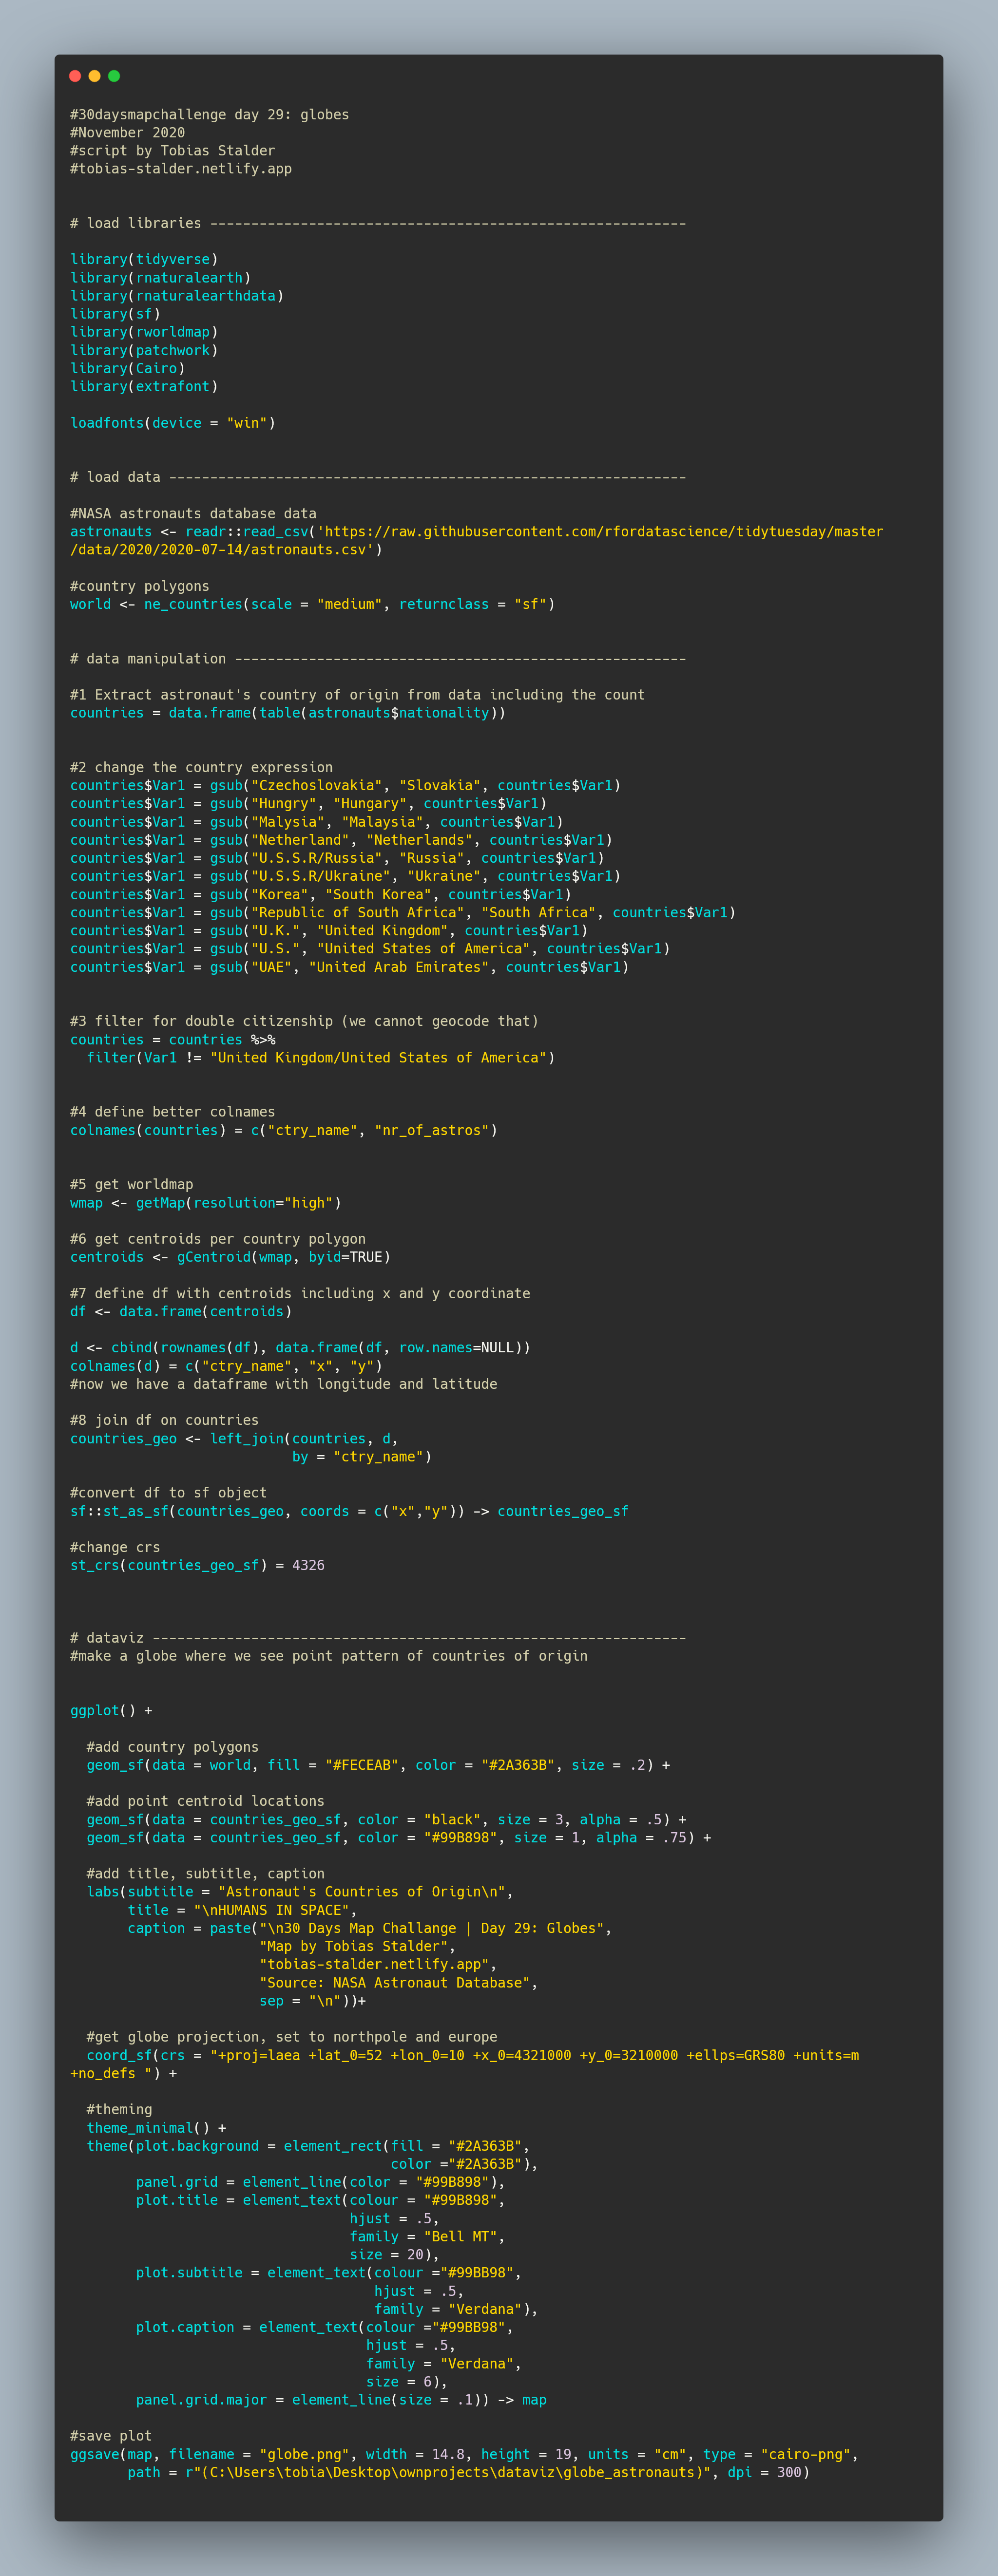 #30daysmapchallenge day 29: globes
#November 2020
#script by Tobias Stalder
#tobias-stalder.netlify.app
# load libraries ----------------------------------------------------------
library(tidyverse)
library(rnaturalearth)
library(rnaturalearthdata)
library(sf)
library(rworldmap)
library(patchwork)
library(Cairo)
library(extrafont)
loadfonts(device = "win")
# load data ---------------------------------------------------------------
#NASA astronauts database data
astronauts <- readr::read_csv('https://raw.githubusercontent.com/rfordatascience/tidytuesday/master
/data/2020/2020-07-14/astronauts.csv')
#country polygons
world <- ne_countries(scale = "medium", returnclass = "sf")
# data manipulation -------------------------------------------------------
#1 Extract astronaut's country of origin from data including the count
countries = data.frame(table(astronauts$nationality))
#2 change the country expression
countries$Var1 = gsub("Czechoslovakia", "Slovakia", countries$Var1)
countries$Var1 = gsub("Hungry", "Hungary", countries$Var1)
countries$Var1 = gsub("Malysia", "Malaysia", countries$Var1)
countries$Var1 = gsub("Netherland", "Netherlands", countries$Var1)
countries$Var1 = gsub("U.S.S.R/Russia", "Russia", countries$Var1)
countries$Var1 = gsub("U.S.S.R/Ukraine", "Ukraine", countries$Var1)
countries$Var1 = gsub("Korea", "South Korea", countries$Var1)
countries$Var1 = gsub("Republic of South Africa", "South Africa", countries$Var1)
countries$Var1 = gsub("U.K.", "United Kingdom", countries$Var1)
countries$Var1 = gsub("U.S.", "United States of America", countries$Var1)
countries$Var1 = gsub("UAE", "United Arab Emirates", countries$Var1)
#3 filter for double citizenship (we cannot geocode that)
countries = countries %>%
  filter(Var1 != "United Kingdom/United States of America")
#4 define better colnames
colnames(countries) = c("ctry_name", "nr_of_astros")
#5 get worldmap
wmap <- getMap(resolution="high")
#6 get centroids per country polygon
centroids <- gCentroid(wmap, byid=TRUE)
#7 define df with centroids including x and y coordinate
df <- data.frame(centroids)
d <- cbind(rownames(df), data.frame(df, row.names=NULL))
colnames(d) = c("ctry_name", "x", "y")
#now we have a dataframe with longitude and latitude
#8 join df on countries
countries_geo <- left_join(countries, d,
                           by = "ctry_name")
#convert df to sf object
sf::st_as_sf(countries_geo, coords = c("x","y")) -> countries_geo_sf
#change crs
st_crs(countries_geo_sf) = 4326
# dataviz -----------------------------------------------------------------
#make a globe where we see point pattern of countries of origin
ggplot() +
  #add country polygons
  geom_sf(data = world, fill = "#FECEAB", color = "#2A363B", size = .2) +
  #add point centroid locations
  geom_sf(data = countries_geo_sf, color = "black", size = 3, alpha = .5) +
  geom_sf(data = countries_geo_sf, color = "#99B898", size = 1, alpha = .75) +
  #add title, subtitle, caption
  labs(subtitle = "Astronaut's Countries of Origin\n",
       title = "\nHUMANS IN SPACE",
       caption = paste("\n30 Days Map Challange | Day 29: Globes",
                       "Map by Tobias Stalder",
                       "tobias-stalder.netlify.app",
                       "Source: NASA Astronaut Database",
                       sep = "\n"))+
  #get globe projection, set to northpole and europe
  coord_sf(crs = "+proj=laea +lat_0=52 +lon_0=10 +x_0=4321000 +y_0=3210000 +ellps=GRS80 +units=m
+no_defs ") +
  #theming
  theme_minimal() +
  theme(plot.background = element_rect(fill = "#2A363B",
                                       color ="#2A363B"),
        panel.grid = element_line(color = "#99B898"),
        plot.title = element_text(colour = "#99B898",
                                  hjust = .5,
                                  family = "Bell MT",
                                  size = 20),
        plot.subtitle = element_text(colour ="#99BB98",
                                     hjust = .5,
                                     family = "Verdana"),
        plot.caption = element_text(colour ="#99BB98",
                                    hjust = .5,
                                    family = "Verdana",
                                    size = 6),
        panel.grid.major = element_line(size = .1)) -> map
#save plot
ggsave(map, filename = "globe.png", width = 14.8, height = 19, units = "cm", type = "cairo-png",
       path = r"(C:\Users\tobia\Desktop\ownprojects\dataviz\globe_astronauts)", dpi = 300)